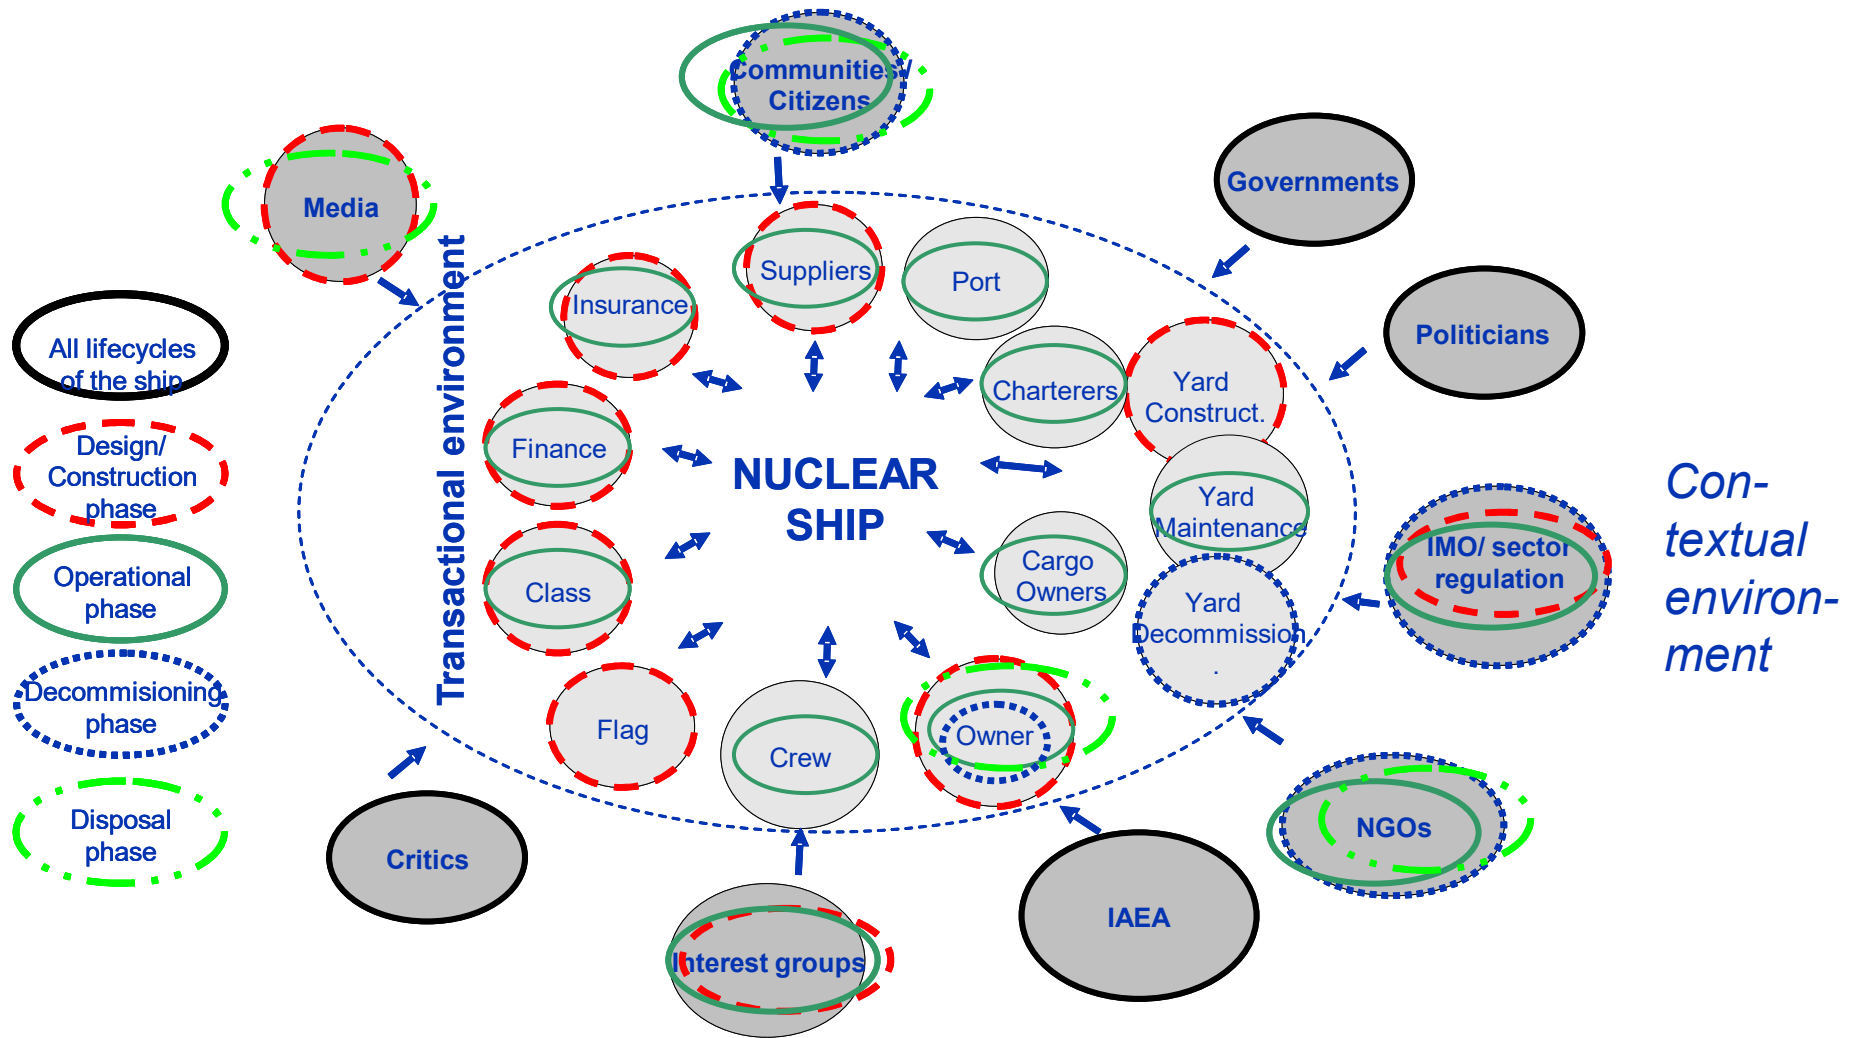 Communities/
Citizens
Governments
Media
Suppliers
Port
Insurance
Politicians
All lifecycles
of the ship
Transactional environment
Charterers
Yard
Construct.
Design/
Construction
phase
Finance
NUCLEAR
SHIP
Yard
Maintenance
Con-
textual
environ-
ment
IMO/ sector
regulation
Operational
phase
Class
Cargo
Owners
Yard
Decommission
.
Decommisioning
phase
Flag
Crew
Owner
Disposal
phase
NGOs
Critics
IAEA
Interest groups